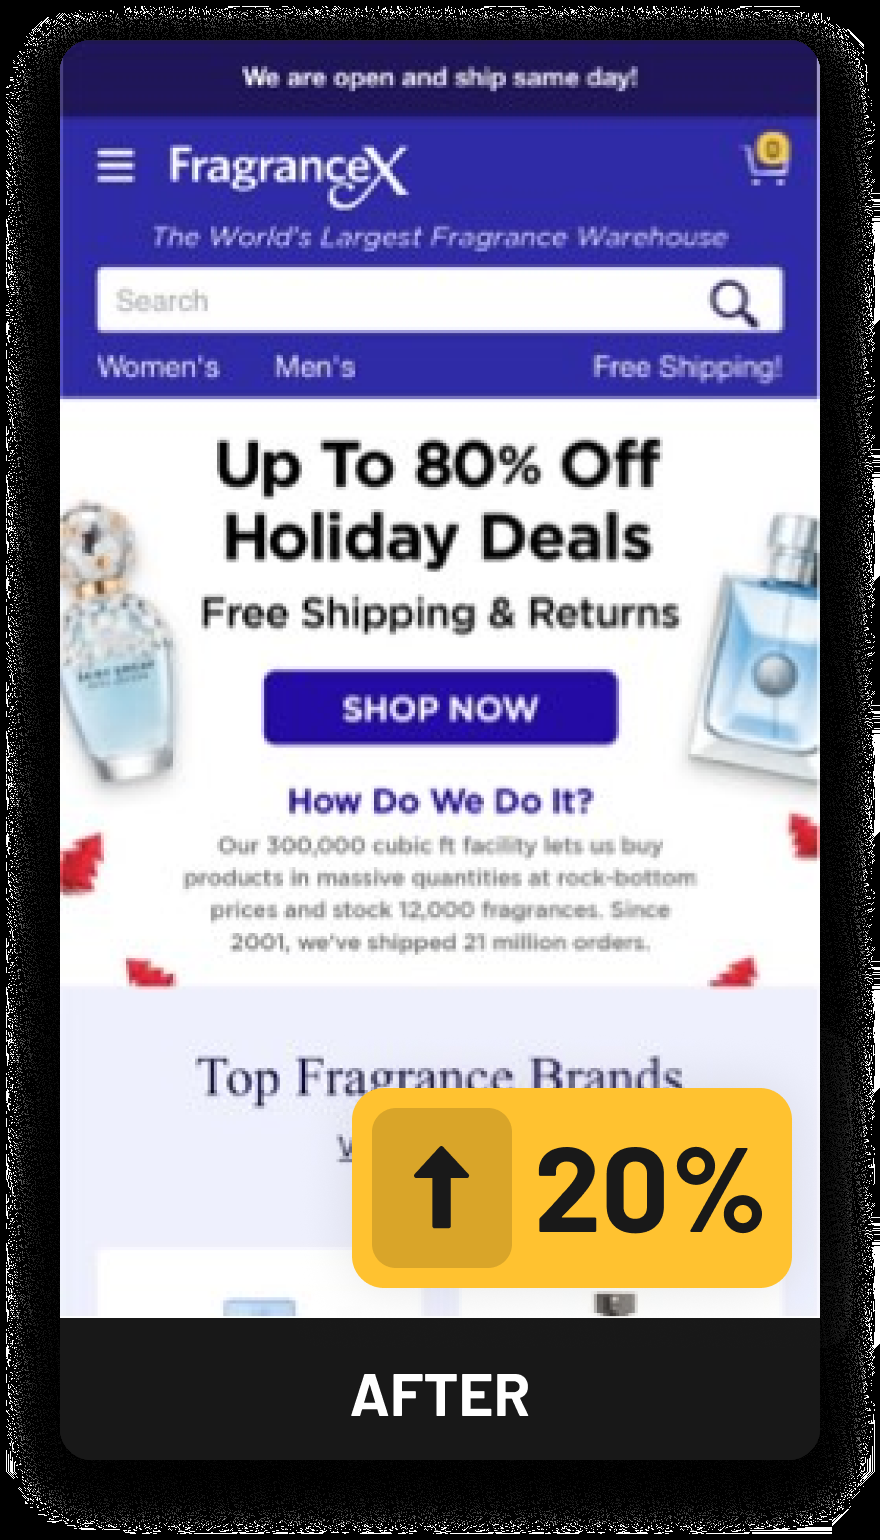 We are open and ship same day!
FragranceX
0
The World's Largest Fragrance Warehouse
Search
Women's Men's Free Shipping!
Up To 80% Off
Holiday Deals
Free Shipping & Returns
SHOP NOW
How Do We Do It?
Our 300,000 cubic ft facility lets us buy
products in massive quantities at rock-bottom
prices and stock 12,000 fragrances. Since
2001, we've shipped 21 million orders.
Top Fragrance Brands
20%
AFTER